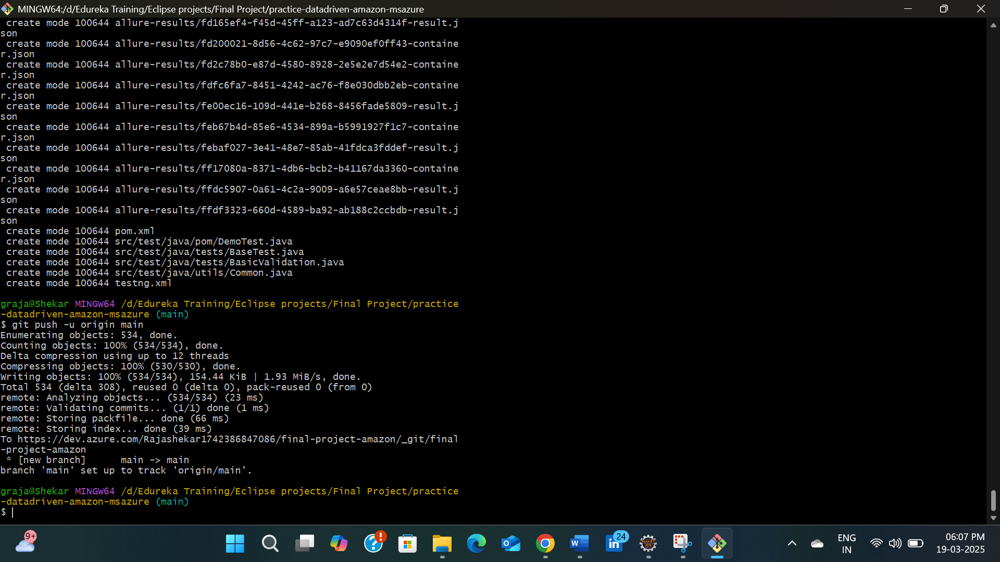 MINGW64:/d/Edureka Training/Eclipse projects/Final Project/practice-datadriven-amazon-msazure
 create mode 100644 allure-results/fd165ef4-f45d-45ff-a123-ad7c63d4314f-result.j
son
 create mode 100644 allure-results/fd200021-8d56-4c62-97c7-e9090ef0ff43-containe
r.json
 create mode 100644 allure-results/fd2c78b0-e87d-4580-8928-2e5e2e7d54e2-containe
r.json
 create mode 100644 allure-results/fdfc6fa7-8451-4242-ac76-f8e030dbb2eb-containe
r.json
 create mode 100644 allure-results/fe00ec16-109d-441e-b268-8456fade5809-result.j
son
 create mode 100644 allure-results/feb67b4d-85e6-4534-899a-b5991927f1c7-containe
r.json
 create mode 100644 allure-results/febaf027-3e41-48e7-85ab-41fdca3fddef-result.j
son
 create mode 100644 allure-results/ff17080a-8371-4db6-bcb2-b41167da3360-containe
r.json
 create mode 100644 allure-results/ffdc5907-0a61-4c2a-9009-a6e57ceae8bb-result.j
son
 create mode 100644 allure-results/ffdf3323-660d-4589-ba92-ab188c2ccbdb-result.j
son
 create mode 100644 pom.xml
 create mode 100644 src/test/java/pom/DemoTest.java
 create mode 100644 src/test/java/tests/BaseTest.java
 create mode 100644 src/test/java/tests/BasicValidation.java
 create mode 100644 src/test/java/utils/Common.java
 create mode 100644 testng.xml
graja@Shekar MINGW64 /d/Edureka Training/Eclipse projects/Final Project/practice
-datadriven-amazon-msazure (main)
$ git push -u origin main
Enumerating objects: 534, done.
Counting objects: 100% (534/534), done.
Delta compression using up to 12 threads
Compressing objects: 100% (530/530), done.
Writing objects: 100% (534/534), 154.44 KiB | 1.93 MiB/s, done.
Total 534 (delta 308), reused 0 (delta 0), pack-reused 0 (from 0)
remote: Analyzing objects... (534/534) (23 ms)
remote: Validating commits... (1/1) done (1 ms)
remote: Storing packfile... done (66 ms)
remote: Storing index... done (39 ms)
To https://dev.azure.com/Rajashekar1742386847086/final-project-amazon/_git/final
-project-amazon
 * [new branch]      main -> main
branch 'main' set up to track 'origin/main'.
graja@Shekar MINGW64 /d/Edureka Training/Eclipse projects/Final Project/practice
-datadriven-amazon-msazure (main)
$
9+
24
ENG
IN
06:07 PM
19-03-2025